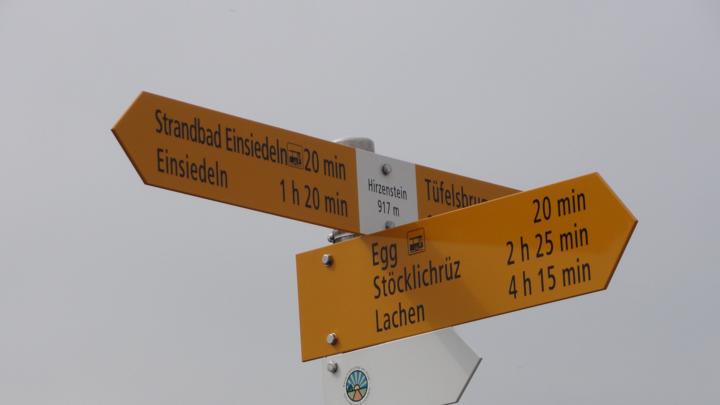 Strandbad Einsiedeln 20 min
Einsiedeln 1 h 20 min
Hirzenstein
917 m
Egg 20 min
Stöcklichrüz 2 h 25 min
Lachen 4 h 15 min